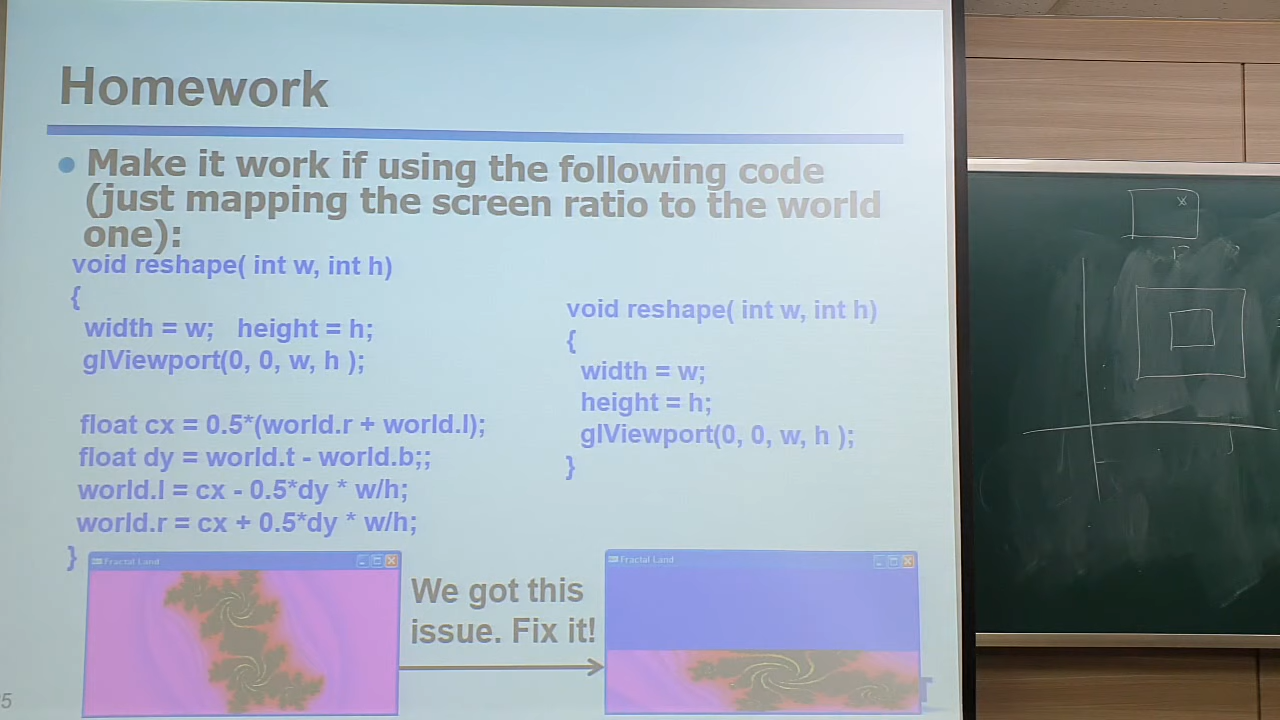 Homework
Make it work if using the following code
(just mapping the screen ratio to the world
one):
void reshape( int w, int h)
{
width = w;   height = h;
glViewport(0, 0, w, h );
float cx = 0.5*(world.r + world.l);
float dy = world.t - world.b;;
world.l = cx - 0.5*dy * w/h;
world.r = cx + 0.5*dy * w/h;
}
void reshape( int w, int h)
{
width = w;
height = h;
glViewport(0, 0, w, h );
}
Fractal Land
We got this
issue. Fix it!
Fractal Land
5